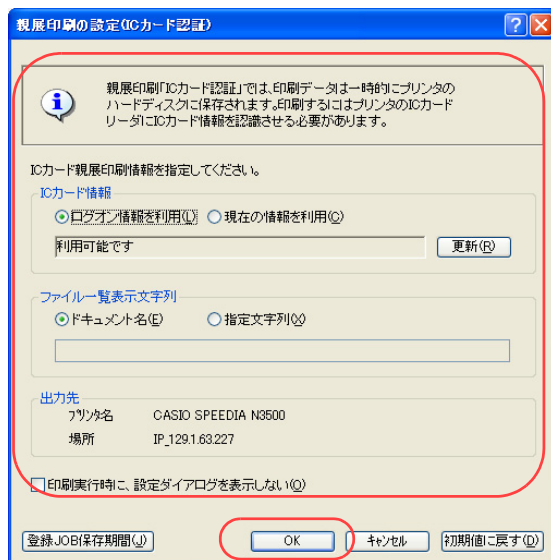 親展印刷の設定(ICカード認証)
親展印刷「ICカード認証」では、印刷データは一時的にプリンタの
ハードディスクに保存されます。印刷するにはプリンタのICカード
リーダにICカード情報を認識させる必要があります。
ICカード親展印刷情報を指定してください。
ICカード情報
ログオン情報を利用(L) 現在の情報を利用(C)
利用可能です 更新(R)
ファイル一覧表示文字列
ドキュメント名(E) 指定文字列(X)
出力先
プリンタ名 CASIO SPEEDIA N3500
場所 IP_129.1.63.227
印刷実行時に、設定ダイアログを表示しない(O)
登録JOB保存期間(J) OK キャンセル 初期値に戻す(D)